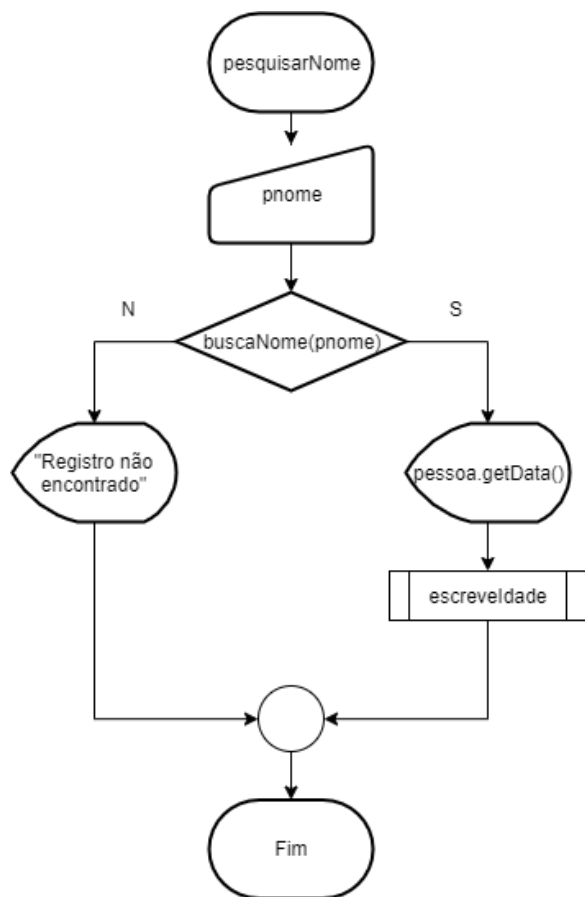 pesquisarNome
pnome
N
S
buscaNome(pnome)
"Registro não
encontrado"
pessoa.getData()
escreveIdade
Fim